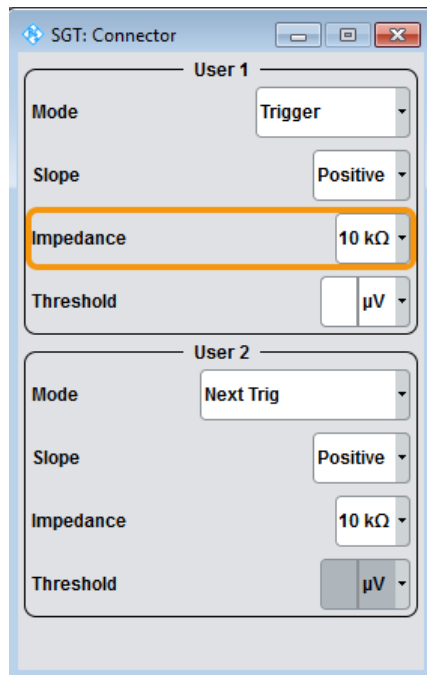 SGT: Connector
User 1
Mode Trigger
Slope Positive
Impedance 10 kΩ
Threshold µV
User 2
Mode Next Trig
Slope Positive
Impedance 10 kΩ
Threshold µV